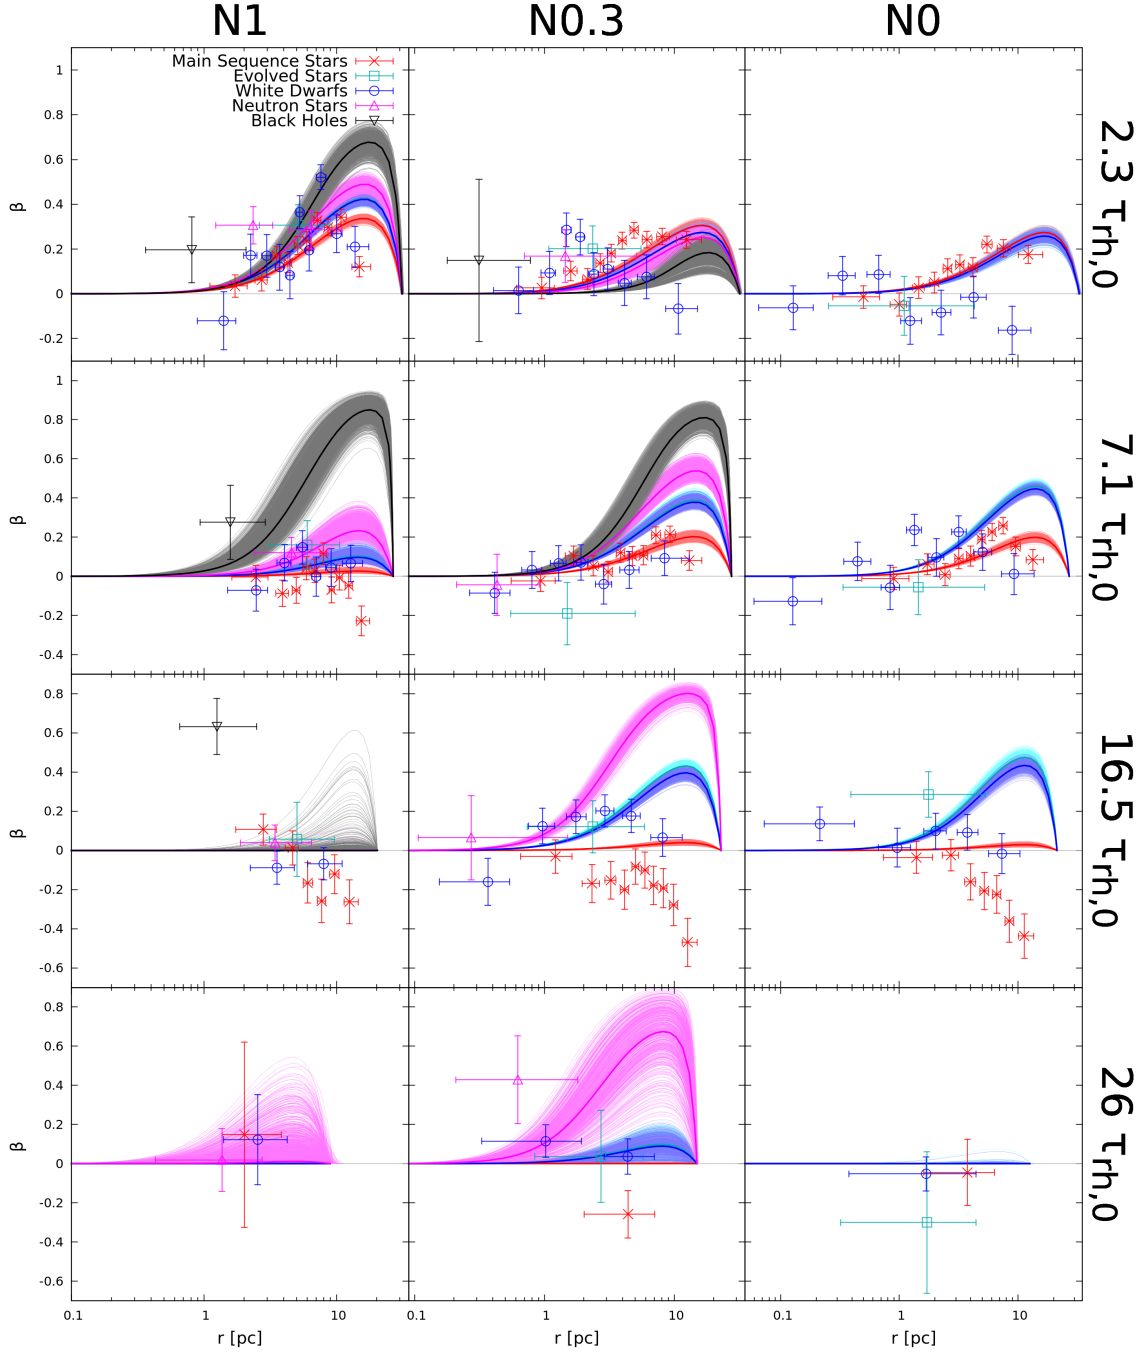 N1 N0.3 N0
Main Sequence Stars
Evolved Stars
White Dwarfs
Neutron Stars
Black Holes
1
0.8
0.6
0.4
0.2
0
-0.2
β
2.3 τrh,0
1
0.8
0.6
0.4
0.2
0
-0.2
-0.4
β
7.1 τrh,0
0.8
0.6
0.4
0.2
0
-0.2
-0.4
-0.6
β
16.5 τrh,0
0.8
0.6
0.4
0.2
0
-0.2
-0.4
-0.6
β
26 τrh,0
0.1 1 10 0.1 1 10 0.1 1 10
r [pc] r [pc] r [pc]